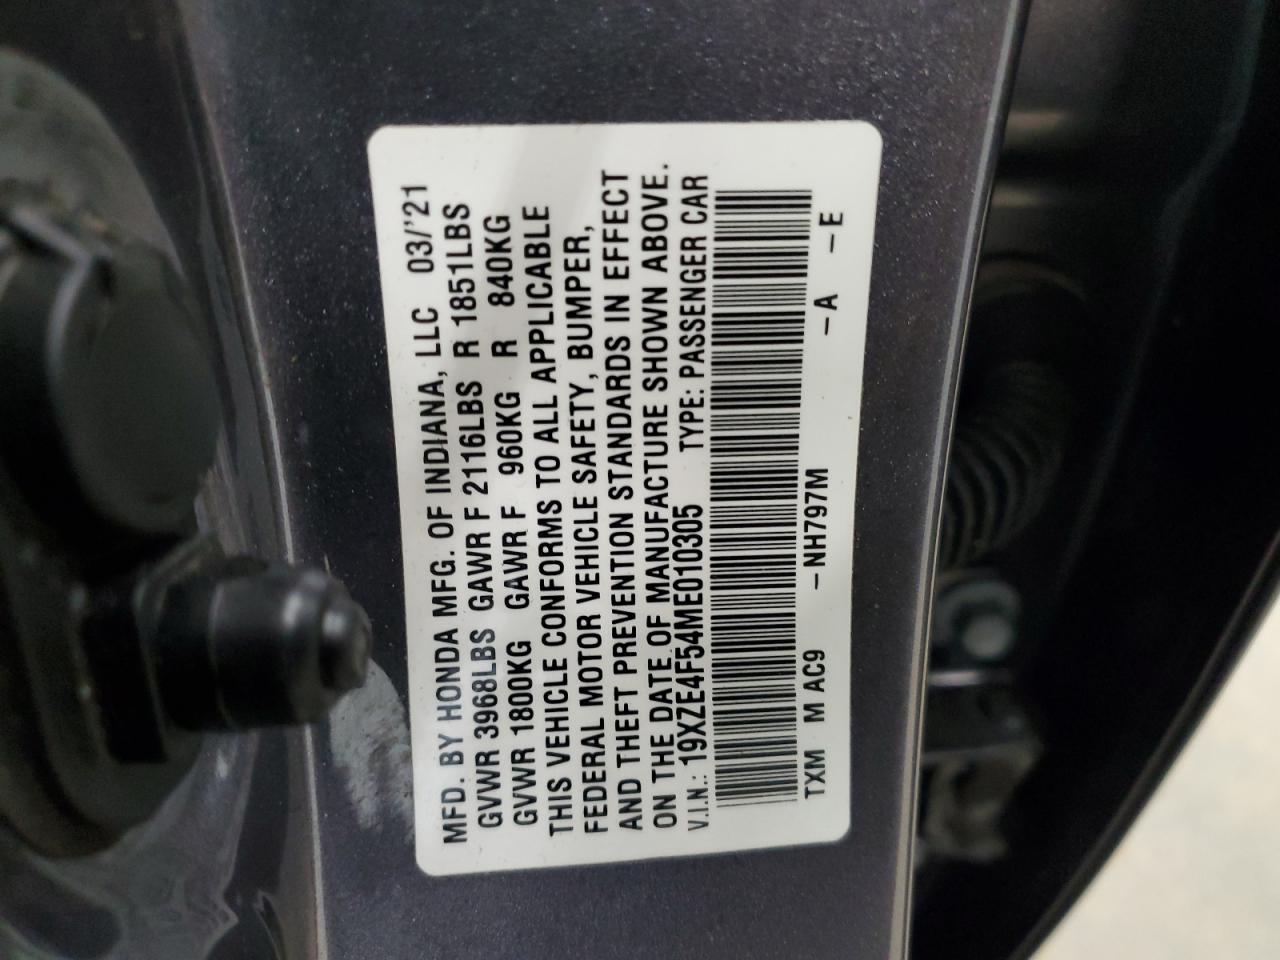 MFD. BY HONDA MFG. OF INDIANA, LLC 03/'21
GVWR 3968LBS GAWR F 2116LBS R 1851LBS
GVWR 1800KG GAWR F 960KG R 840KG
THIS VEHICLE CONFORMS TO ALL APPLICABLE
FEDERAL MOTOR VEHICLE SAFETY, BUMPER,
AND THEFT PREVENTION STANDARDS IN EFFECT
ON THE DATE OF MANUFACTURE SHOWN ABOVE.
V.I.N.: 19XZE4F54ME010305 TYPE: PASSENGER CAR
TXM M AC9 -NH797M -A -E